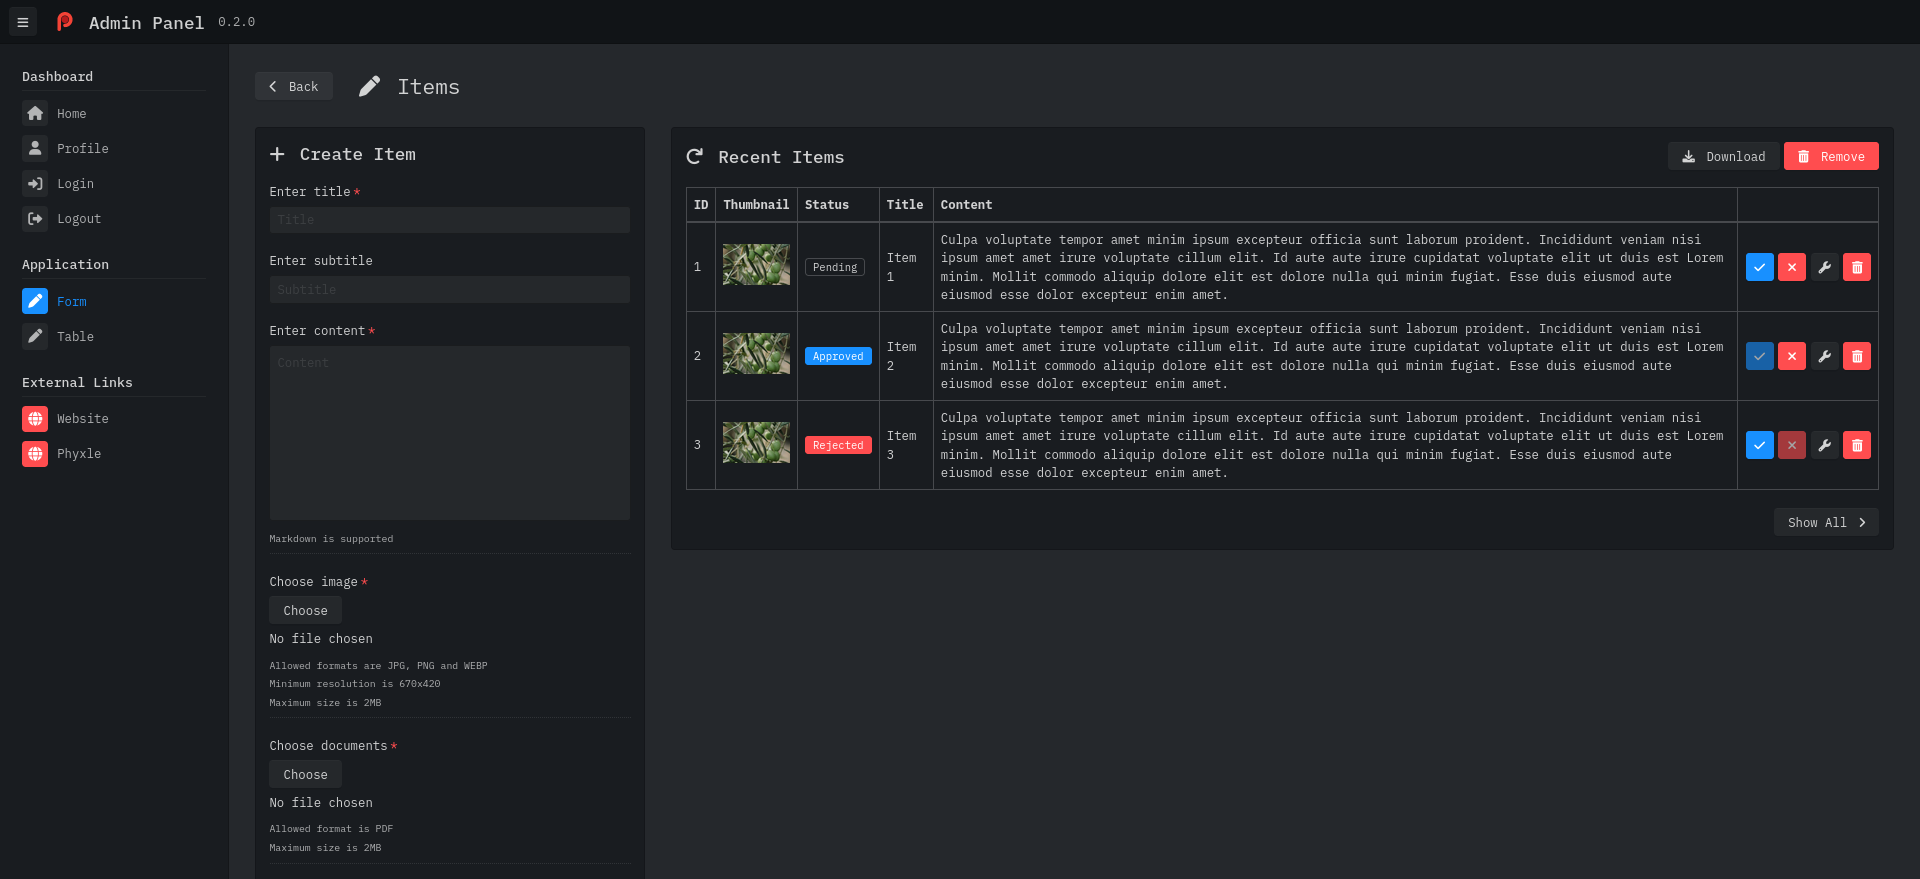 Admin Panel 0.2.0
Dashboard
Home
Profile
Login
Logout
Application
Form
Table
External Links
Website
Phyxle
Back
Items
Create Item
Enter title*
Title
Enter subtitle
Subtitle
Enter content*
Content
Markdown is supported
Choose image*
Choose
No file chosen
Allowed formats are JPG, PNG and WEBP
Minimum resolution is 670x420
Maximum size is 2MB
Choose documents*
Choose
No file chosen
Allowed format is PDF
Maximum size is 2MB
Recent Items
Download
Remove
ID Thumbnail Status Title Content
1 Pending Item 1
Culpa voluptate tempor amet minim ipsum excepteur officia sunt laborum proident. Incididunt veniam nisi
ipsum amet amet irure voluptate cillum elit. Id aute aute irure cupidatat voluptate elit ut duis est Lorem
minim. Mollit commodo aliquip dolore elit est dolore nulla qui minim fugiat. Esse duis eiusmod aute
eiusmod esse dolor excepteur enim amet.
2 Approved Item 2
Culpa voluptate tempor amet minim ipsum excepteur officia sunt laborum proident. Incididunt veniam nisi
ipsum amet amet irure voluptate cillum elit. Id aute aute irure cupidatat voluptate elit ut duis est Lorem
minim. Mollit commodo aliquip dolore elit est dolore nulla qui minim fugiat. Esse duis eiusmod aute
eiusmod esse dolor excepteur enim amet.
3 Rejected Item 3
Culpa voluptate tempor amet minim ipsum excepteur officia sunt laborum proident. Incididunt veniam nisi
ipsum amet amet irure voluptate cillum elit. Id aute aute irure cupidatat voluptate elit ut duis est Lorem
minim. Mollit commodo aliquip dolore elit est dolore nulla qui minim fugiat. Esse duis eiusmod aute
eiusmod esse dolor excepteur enim amet.
Show All